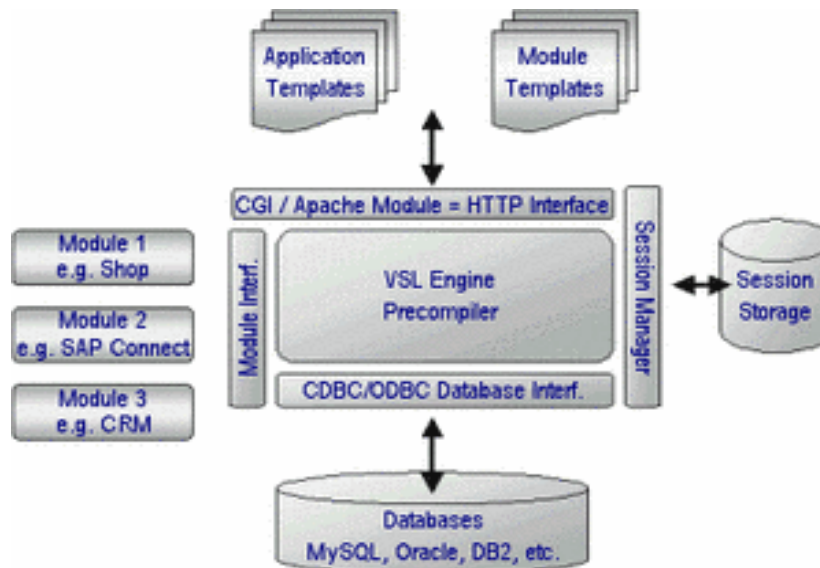 Application
Templates
Module
Templates
CGI / Apache Module = HTTP Interface
Module 1
e.g. Shop
Module 2
e.g. SAP Connect
Module 3
e.g. CRM
Module Interf.
VSL Engine
Precompiler
Session Manager
Session
Storage
CDBC/ODBC Database Interf.
Databases
MySQL, Oracle, DB2, etc.